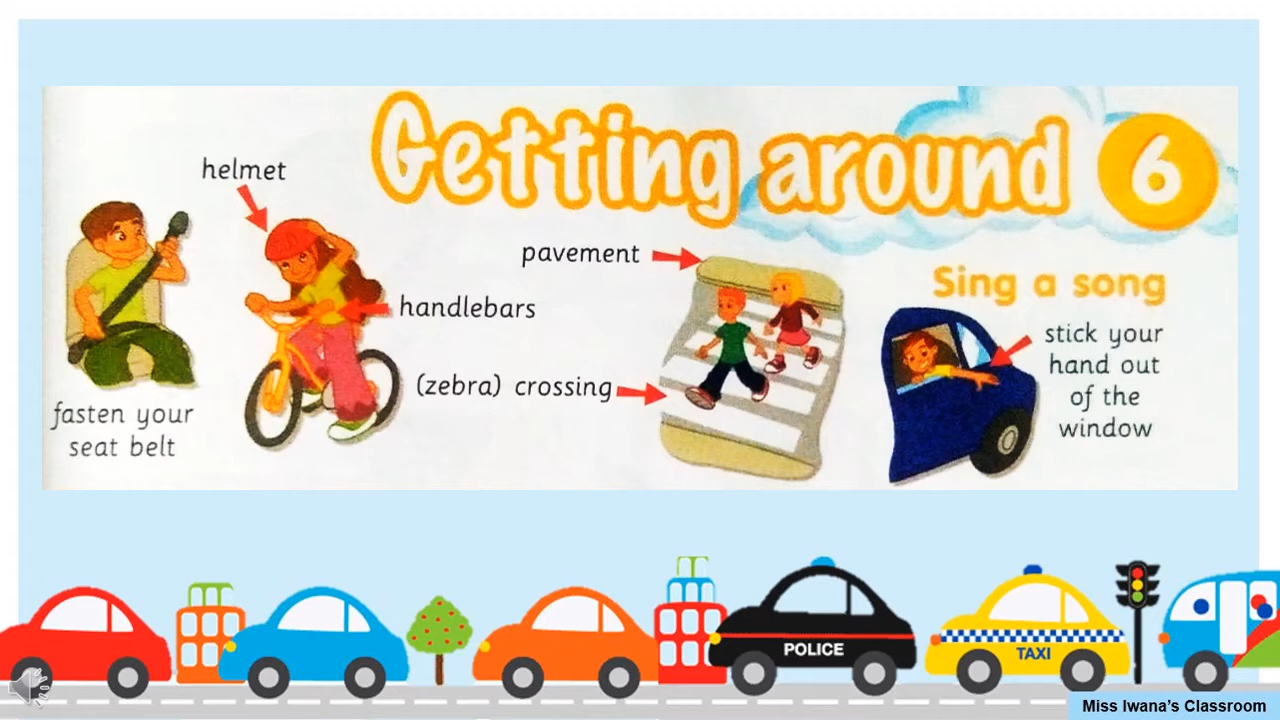 Getting around 6
helmet
pavement
Sing a song
handlebars
stick your
hand out
of the
window
(zebra) crossing
fasten your
seat belt
POLICE
TAXI
Miss Iwana's Classroom